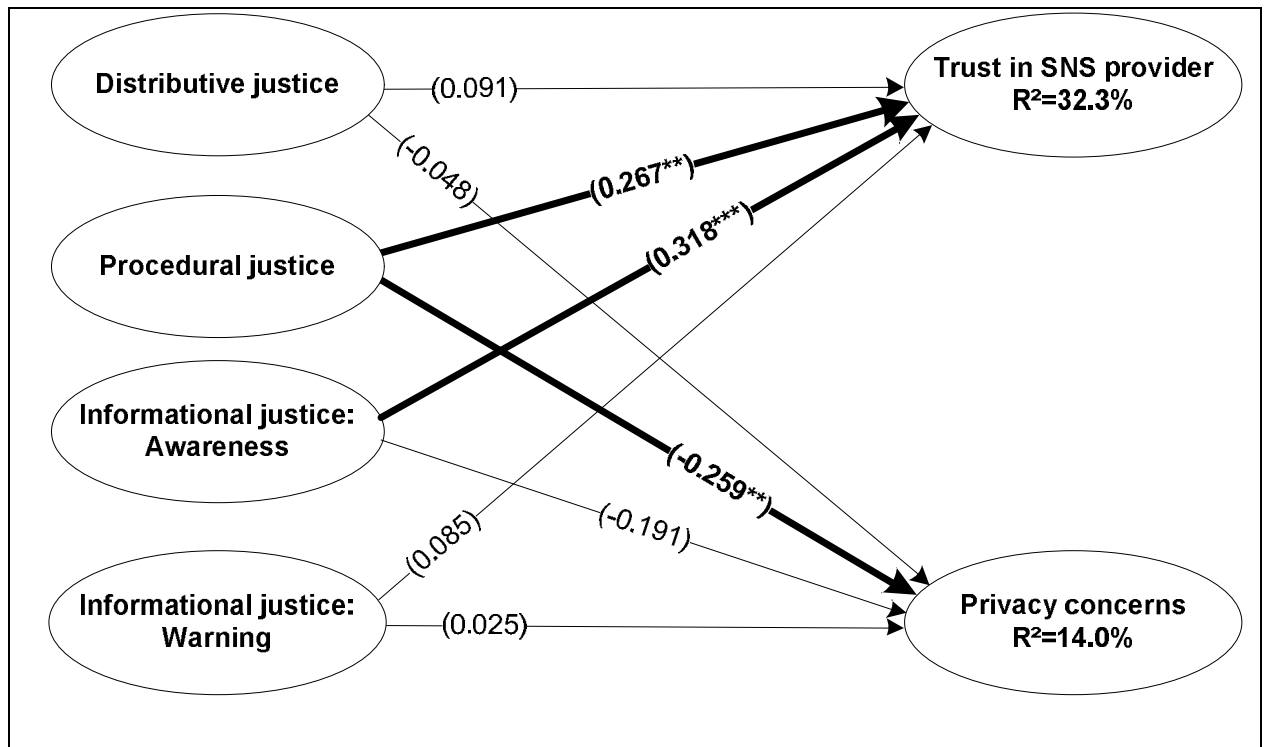 Distributive justice
(0.091)
Trust in SNS provider
R²=32.3%
(-0.048)
(0.267**)
(0.318***)
Procedural justice
Informational justice:
Awareness
(-0.259**)
(-0.191)
(0.085)
Informational justice:
Warning
(0.025)
Privacy concerns
R²=14.0%